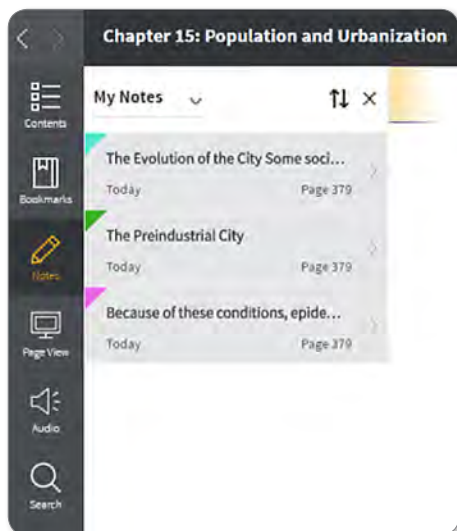 Chapter 15: Population and Urbanization
Contents
Bookmarks
Notes
Page View
Audio
Search
My Notes
The Evolution of the City Some soci...
Today Page 379
The Preindustrial City
Today Page 379
Because of these conditions, epide...
Today Page 379